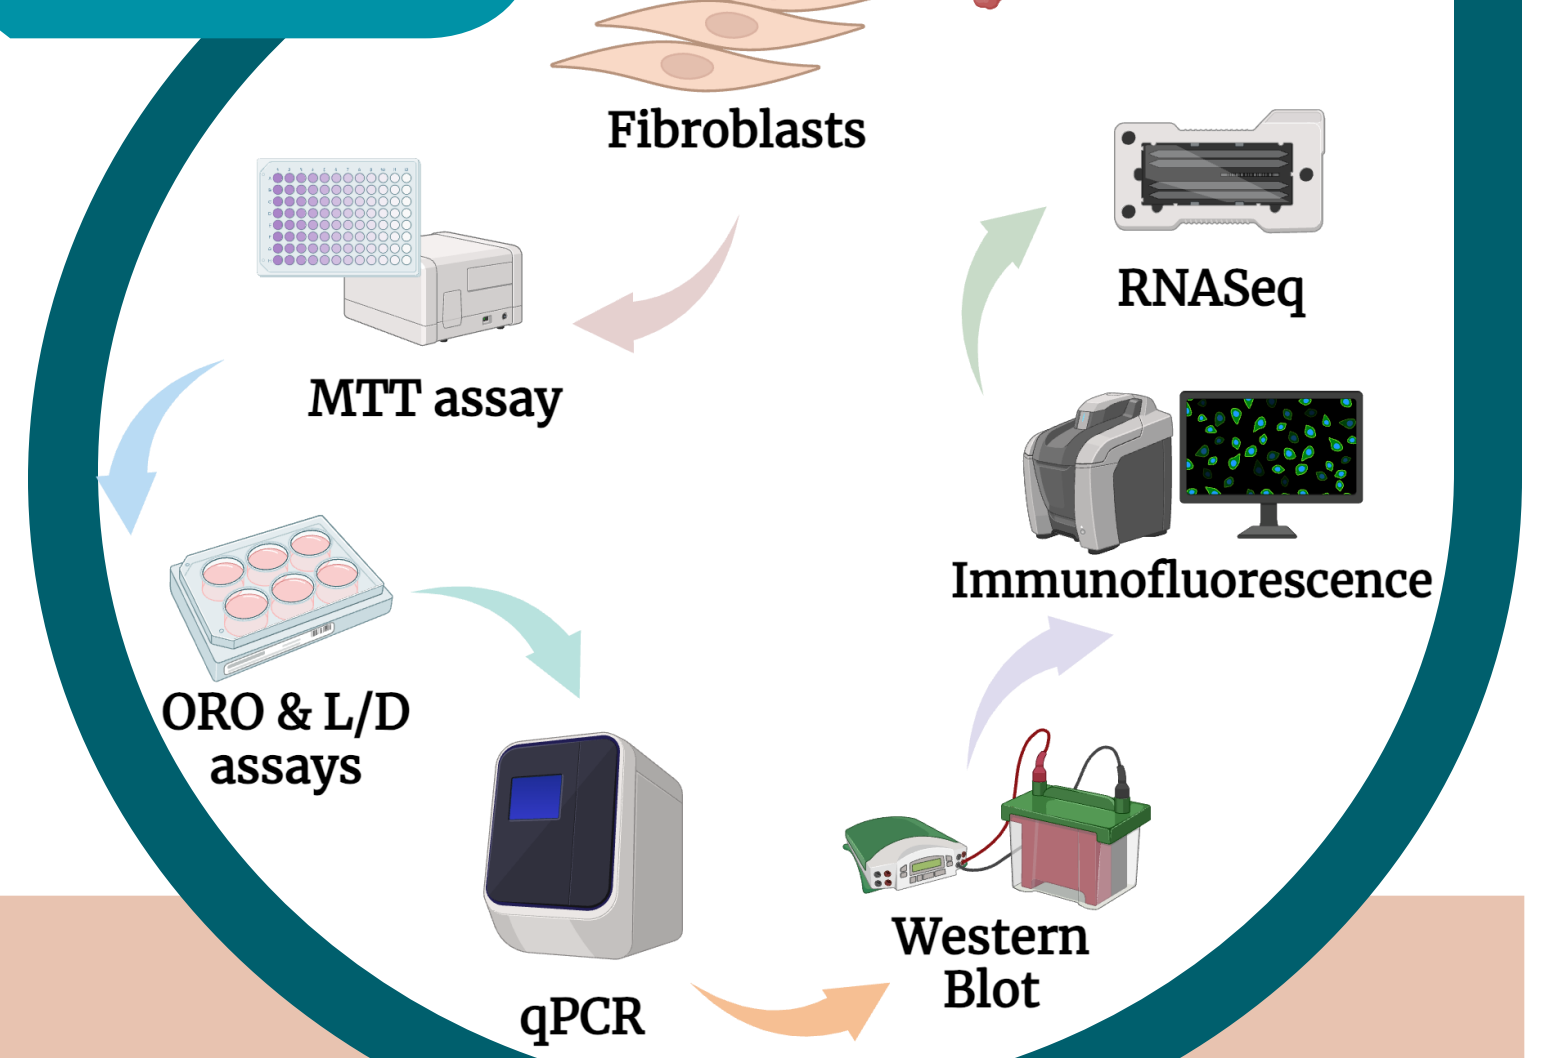 Fibroblasts
MTT assay
ORO & L/D
assays
qPCR
Western
Blot
Immunofluorescence
RNASeq